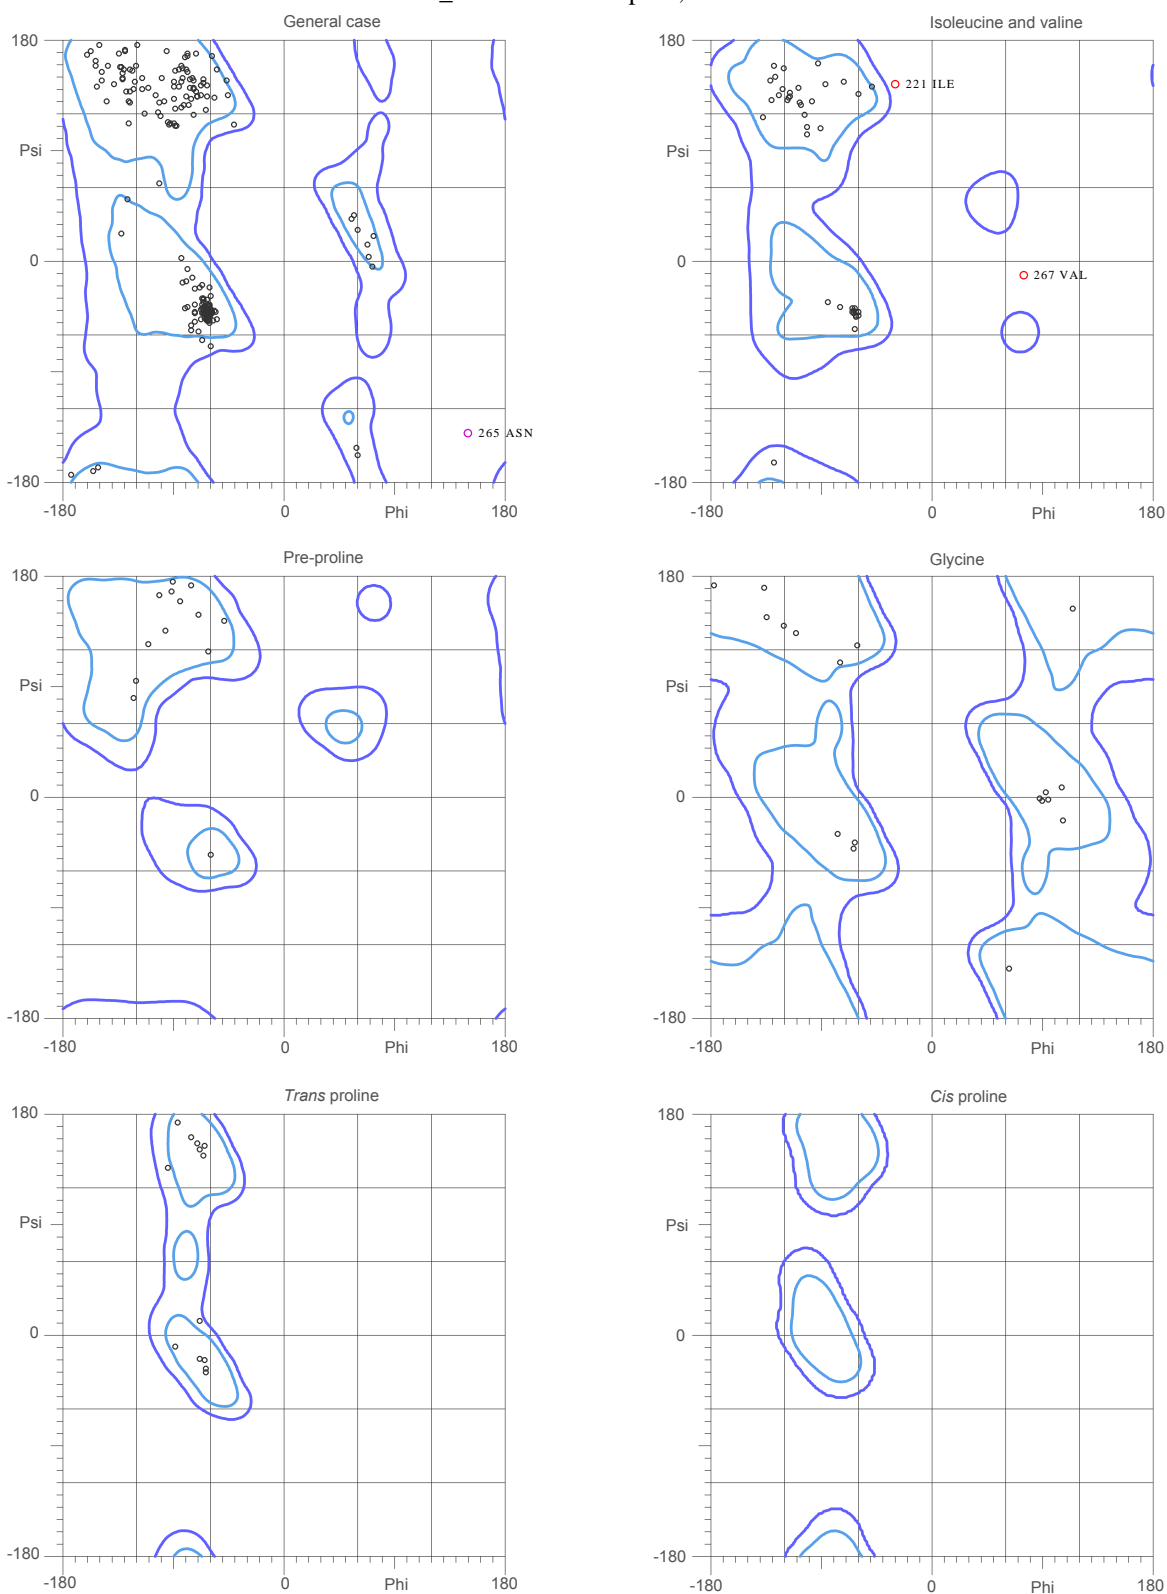 General case
180
Psi
0
-180
-180
0
Phi
180
265 ASN
Isoleucine and valine
180
Psi
0
-180
-180
0
Phi
180
221 ILE
267 VAL
Pre-proline
180
Psi
0
-180
-180
0
Phi
180
Glycine
180
Psi
0
-180
-180
0
Phi
180
Trans proline
180
Psi
0
-180
-180
0
Phi
180
Cis proline
180
Psi
0
-180
-180
0
Phi
180